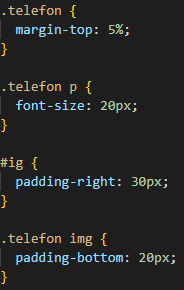 .telefon {
  margin-top: 5%;
}

.telefon p {
  font-size: 20px;
}

#ig {
  padding-right: 30px;
}

.telefon img {
  padding-bottom: 20px;
}